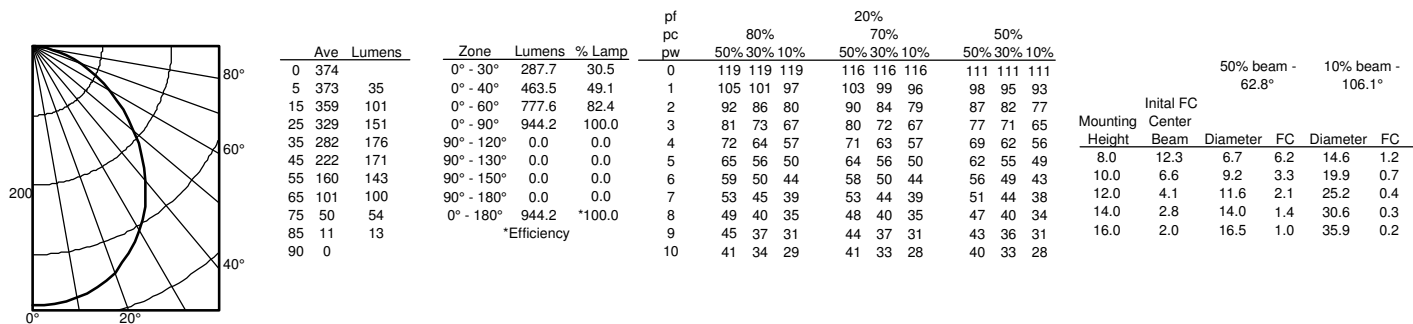 200
0°
20°
40°
60°
80°
Ave Lumens
0 374
5 373 35
15 359 101
25 329 151
35 282 176
45 222 171
55 160 143
65 101 100
75 50 54
85 11 13
90 0
Zone Lumens % Lamp
0° - 30° 287.7 30.5
0° - 40° 463.5 49.1
0° - 60° 777.6 82.4
0° - 90° 944.2 100.0
90° - 120° 0.0 0.0
90° - 130° 0.0 0.0
90° - 150° 0.0 0.0
90° - 180° 0.0 0.0
0° - 180° 944.2 *100.0
*Efficiency
pf 20%
pc 80% 70% 50%
pw 50% 30% 10% 50% 30% 10% 50% 30% 10%
0 119 119 119 116 116 116 111 111 111
1 105 101 97 103 99 96 98 95 93
2 92 86 80 90 84 79 87 82 77
3 81 73 67 80 72 67 77 71 65
4 72 64 57 71 63 57 69 62 56
5 65 56 50 64 56 50 62 55 49
6 59 50 44 58 50 44 56 49 43
7 53 45 39 53 44 39 51 44 38
8 49 40 35 48 40 35 47 40 34
9 45 37 31 44 37 31 43 36 31
10 41 34 29 41 33 28 40 33 28
50% beam - 10% beam -
62.8° 106.1°
Inital FC
Mounting Center
Height Beam Diameter FC Diameter FC
8.0 12.3 6.7 6.2 14.6 1.2
10.0 6.6 9.2 3.3 19.9 0.7
12.0 4.1 11.6 2.1 25.2 0.4
14.0 2.8 14.0 1.4 30.6 0.3
16.0 2.0 16.5 1.0 35.9 0.2